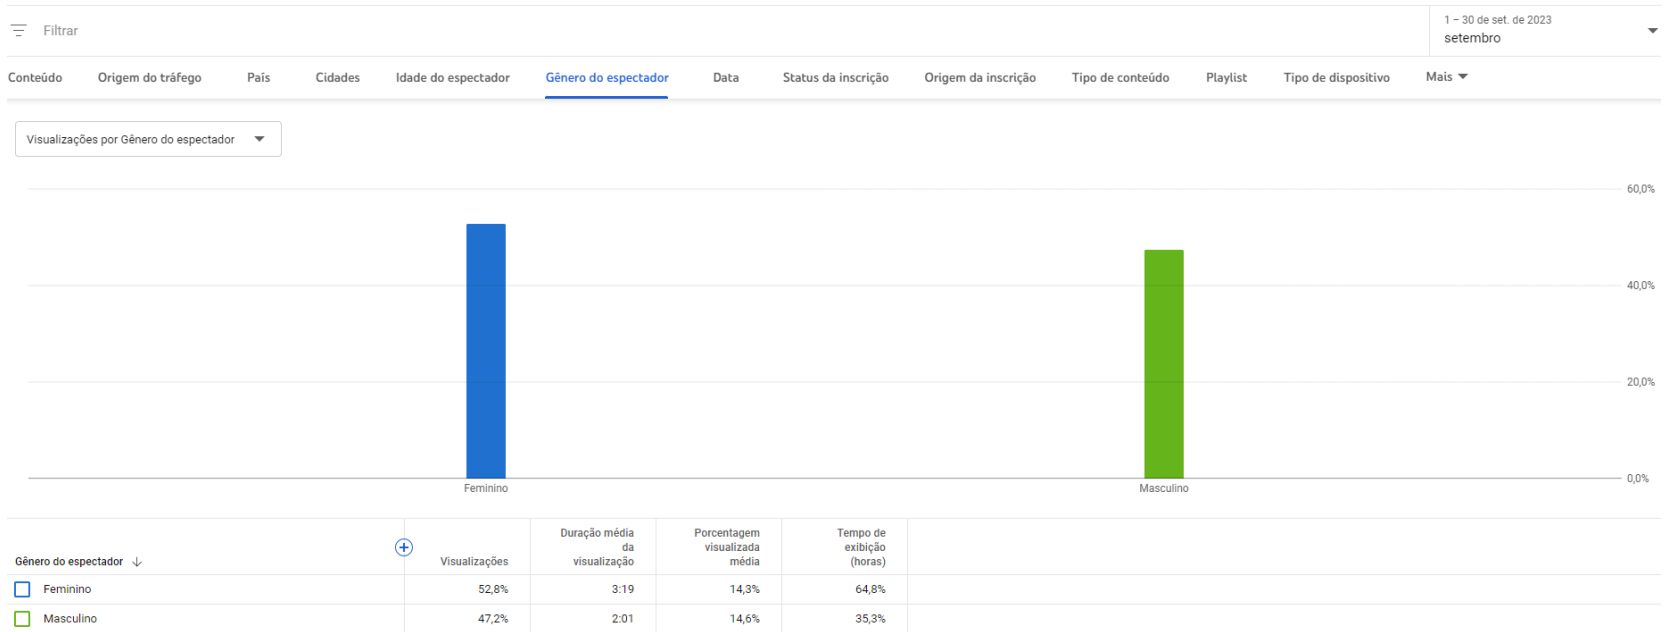 Filtrar
1 – 30 de set. de 2023
setembro
Conteúdo Origem do tráfego País Cidades Idade do espectador Gênero do espectador Data Status da inscrição Origem da inscrição Tipo de conteúdo Playlist Tipo de dispositivo Mais
Visualizações por Gênero do espectador
60,0%
40,0%
20,0%
0,0%
Feminino Masculino
Gênero do espectador
Visualizações
Duração média
da
visualização
Porcentagem
visualizada
média
Tempo de
exibição
(horas)
Feminino 52,8% 3:19 14,3% 64,8%
Masculino 47,2% 2:01 14,6% 35,3%